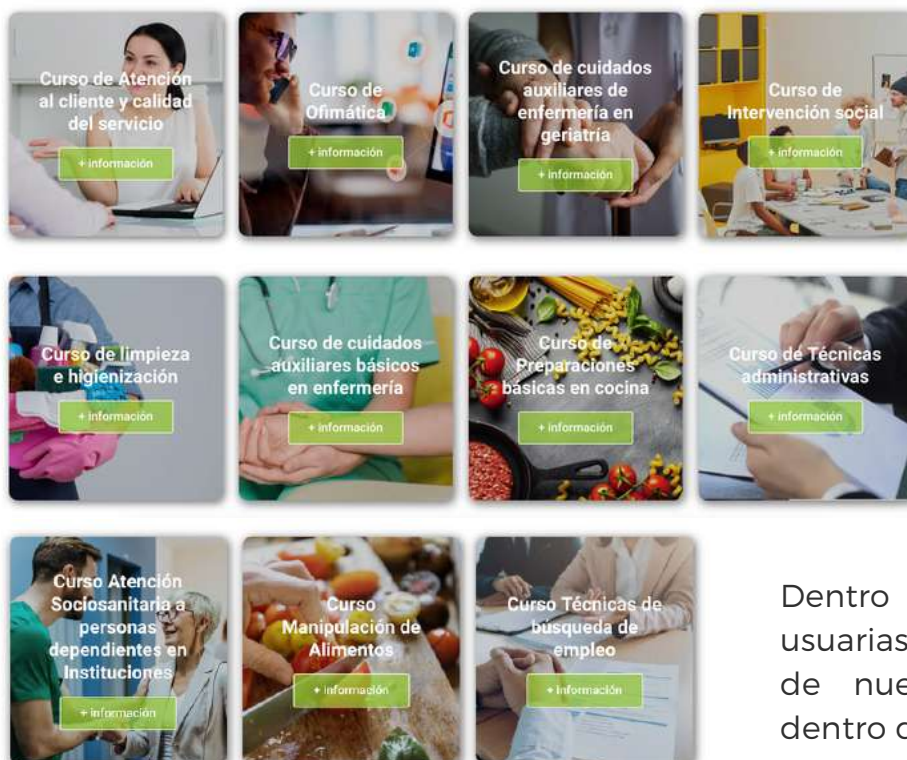 Curso de Atención
al cliente y calidad
del servicio
+ información
Curso de
Ofimática
+ información
Curso de cuidados
auxiliares de
enfermería en
geriatría
+ información
Curso de
Intervención social
+ información
Curso de limpieza
e higienización
+ información
Curso de cuidados
auxiliares básicos
en enfermería
+ información
Curso de
Preparaciones
básicas en cocina
+ información
Curso de Técnicas
administrativas
+ información
Curso Atención
Sociosanitaria a
personas
dependientes en
Instituciones
+ información
Curso
Manipulación de
Alimentos
+ información
Curso Técnicas de
búsqueda de
empleo
+ información
Dentro
usuarias
de nue
dentro